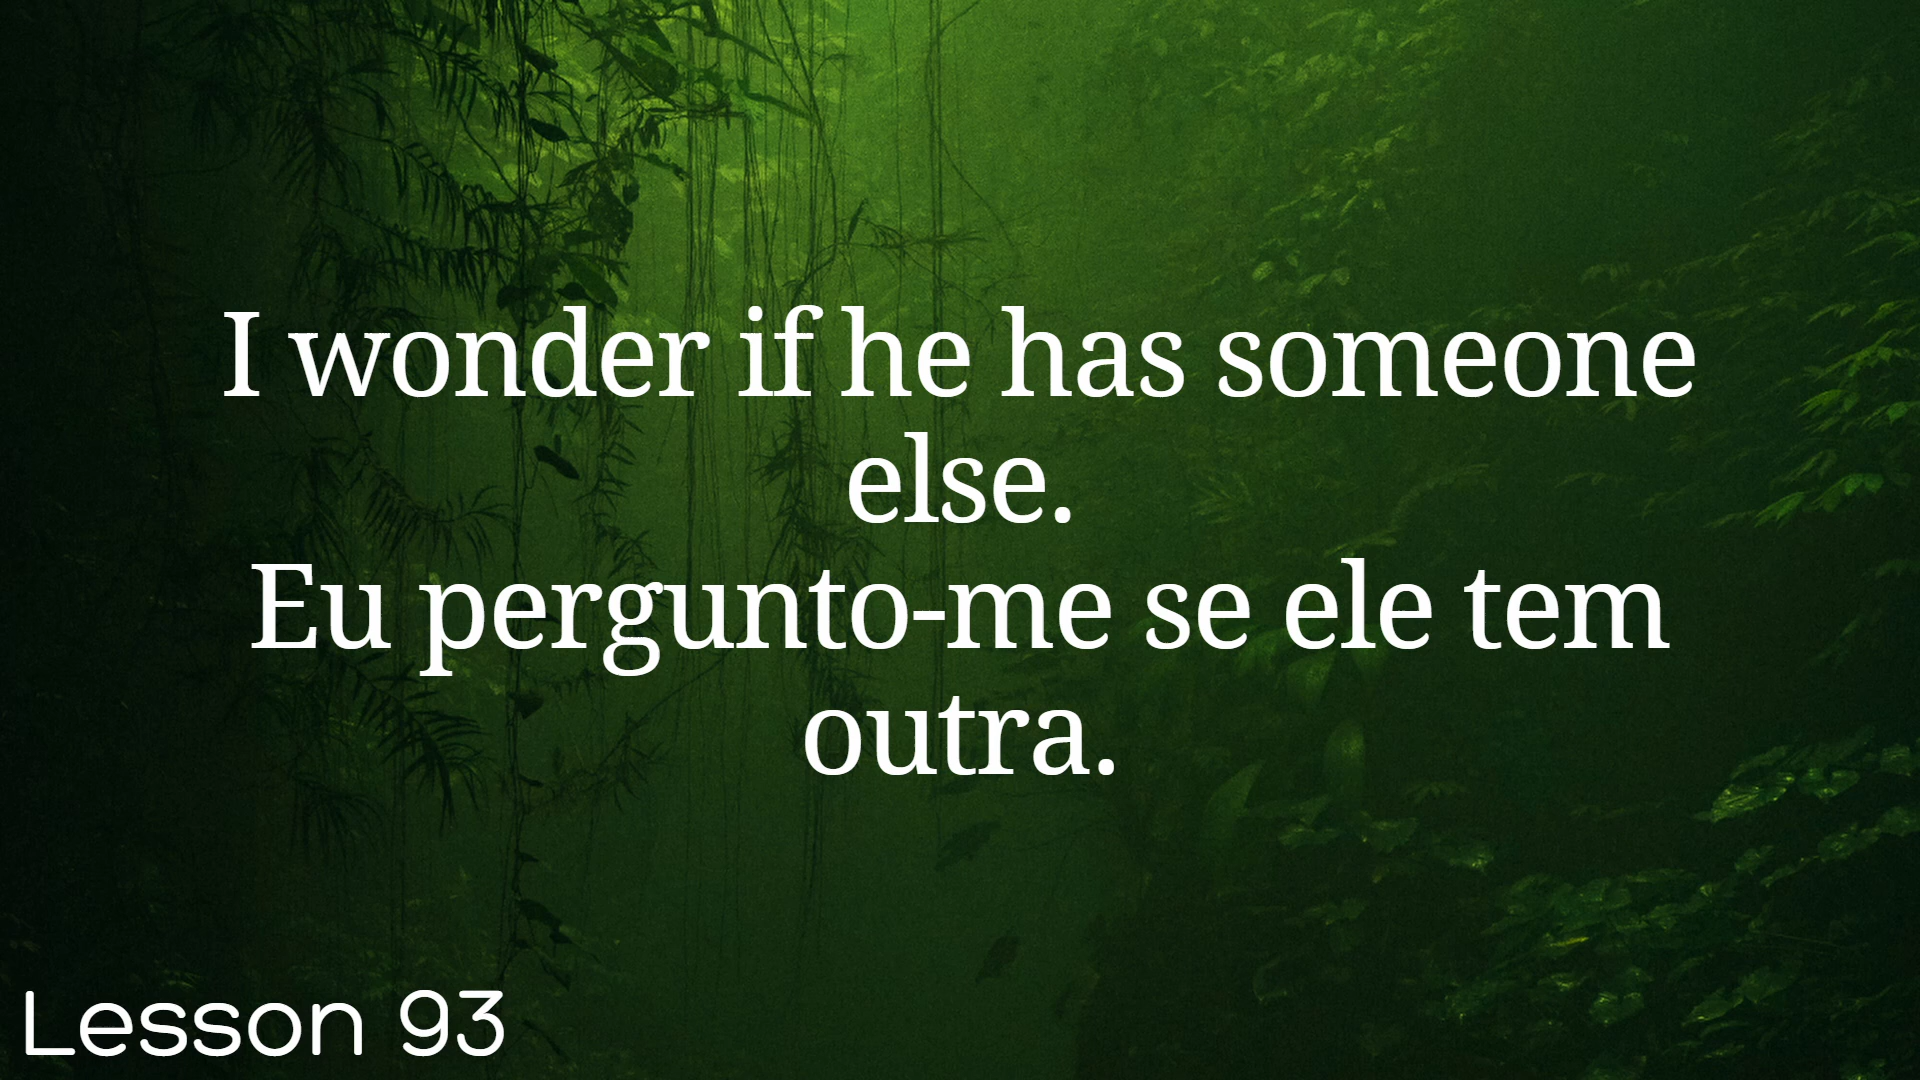 I wonder if he has someone
else.
Eu pergunto-me se ele tem
outra.
Lesson 93